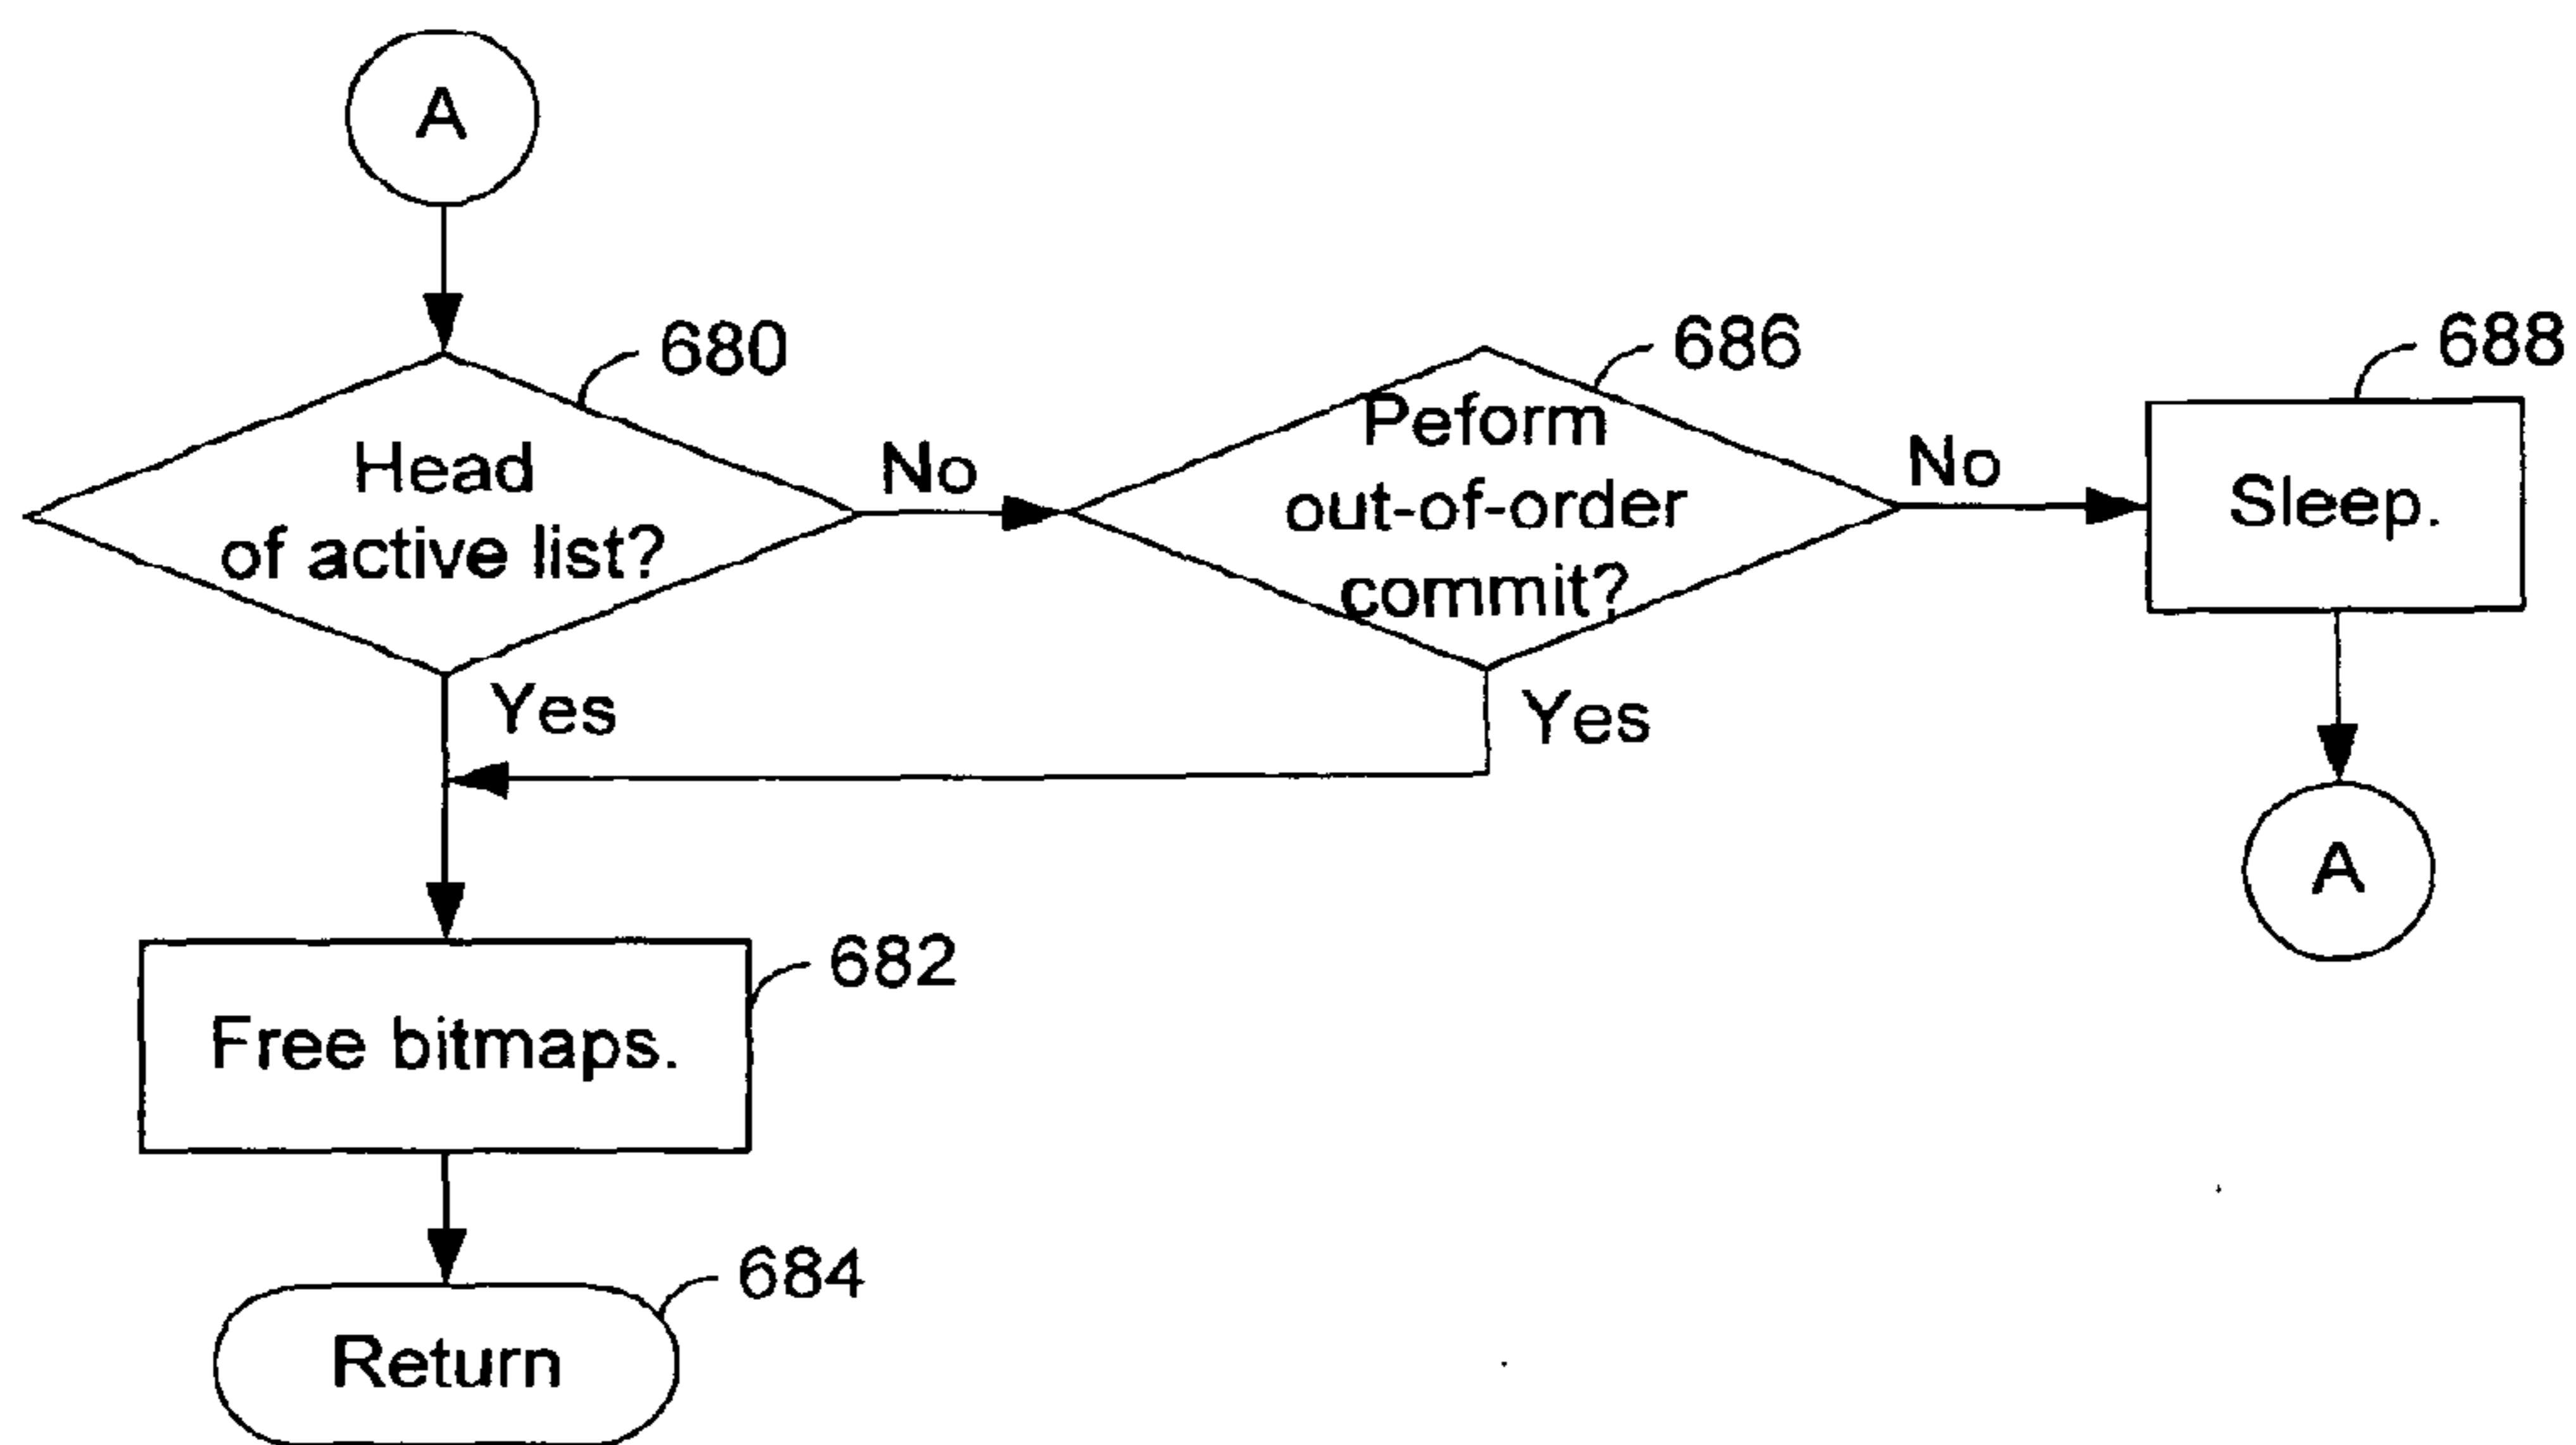 A
680
Head
of active list?
No
686
Peform
out-of-order
commit?
No
688
Sleep.
Yes
Yes
A
682
Free bitmaps.
684
Return